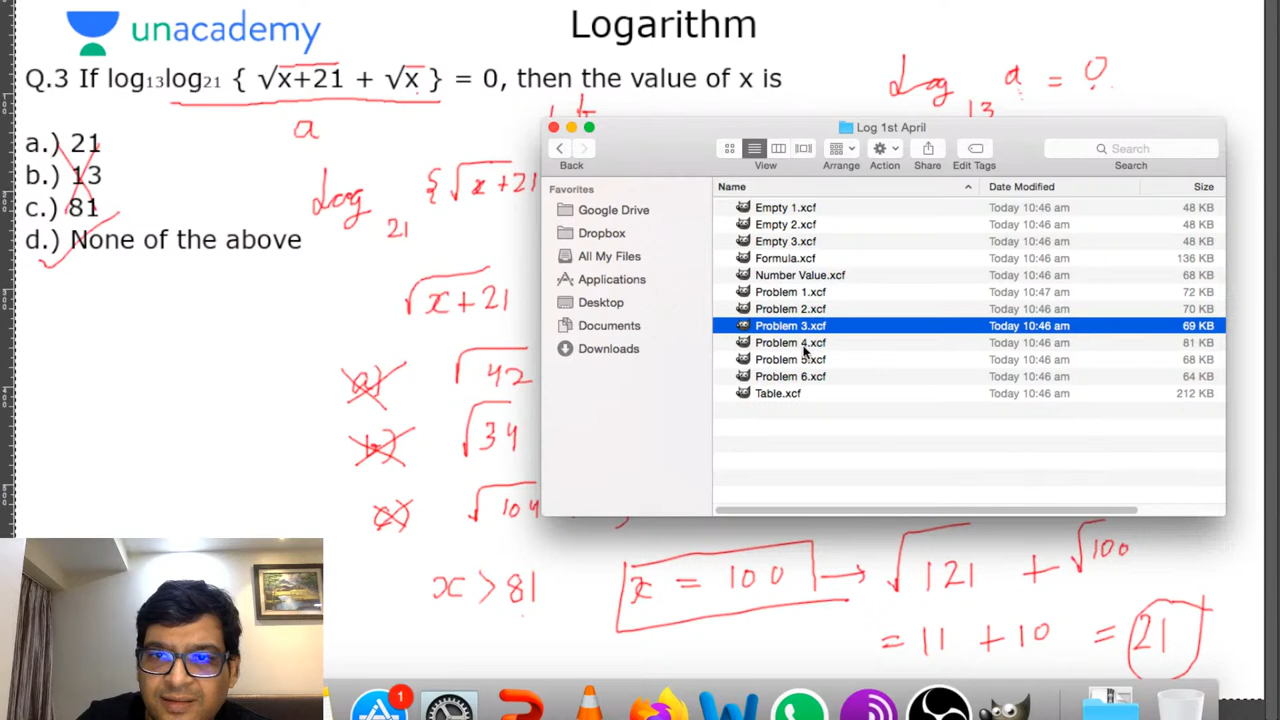 unacademy
Logarithm
Q.3 If log13log21 { √x+21 + √x } = 0, then the value of x is
a.) 21
b.) 13
c.) 81
d.) None of the above
a
Log 13 a = 0
Log 21 {√x+21
√x+21
a) √42
b) √34
c) √104
x > 81
x = 100 → √121 + √100
= 11 + 10 = 21
Log 1st April
Back
View
Arrange
Action
Share
Edit Tags
Search
Search
Favorites
Google Drive
Dropbox
All My Files
Applications
Desktop
Documents
Downloads
Name Date Modified Size
Empty 1.xcf Today 10:46 am 48 KB
Empty 2.xcf Today 10:46 am 48 KB
Empty 3.xcf Today 10:46 am 48 KB
Formula.xcf Today 10:46 am 136 KB
Number Value.xcf Today 10:46 am 68 KB
Problem 1.xcf Today 10:47 am 72 KB
Problem 2.xcf Today 10:46 am 70 KB
Problem 3.xcf Today 10:46 am 69 KB
Problem 4.xcf Today 10:46 am 81 KB
Problem 5.xcf Today 10:46 am 68 KB
Problem 6.xcf Today 10:46 am 64 KB
Table.xcf Today 10:46 am 212 KB
1